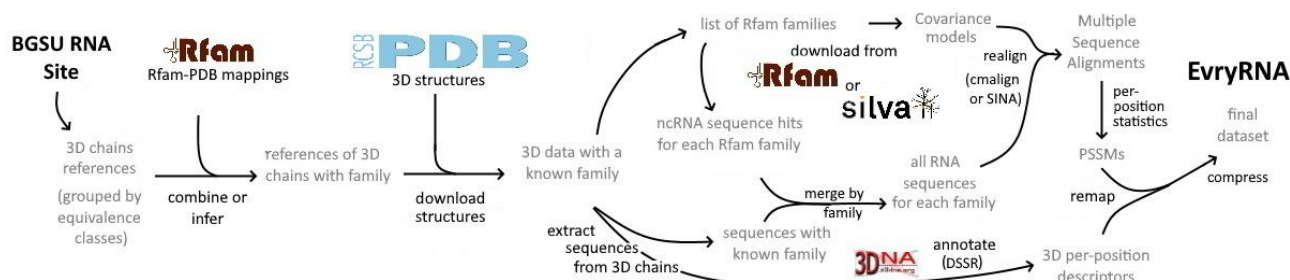 BGSU RNA
Site
3D chains
references
(grouped by
equivalence
classes)
Rfam
Rfam-PDB mappings
combine or
infer
references of 3D
chains with family
RCSB
PDB
3D structures
download
structures
3D data with a
known family
list of Rfam families
Covariance
models
download from
Rfam
or
silva
ncRNA sequence hits
for each Rfam family
realign
(cmalign
or SINA)
Multiple
Sequence
Alignments
merge by
family
all RNA
sequences
for each family
extract
sequences
from 3D chains
sequences with
known family
3DNA
x3dna.org
annotate
(DSSR)
3D per-position
descriptors
per-
position
statistics
PSSMs
remap
EvryRNA
final
dataset
compress